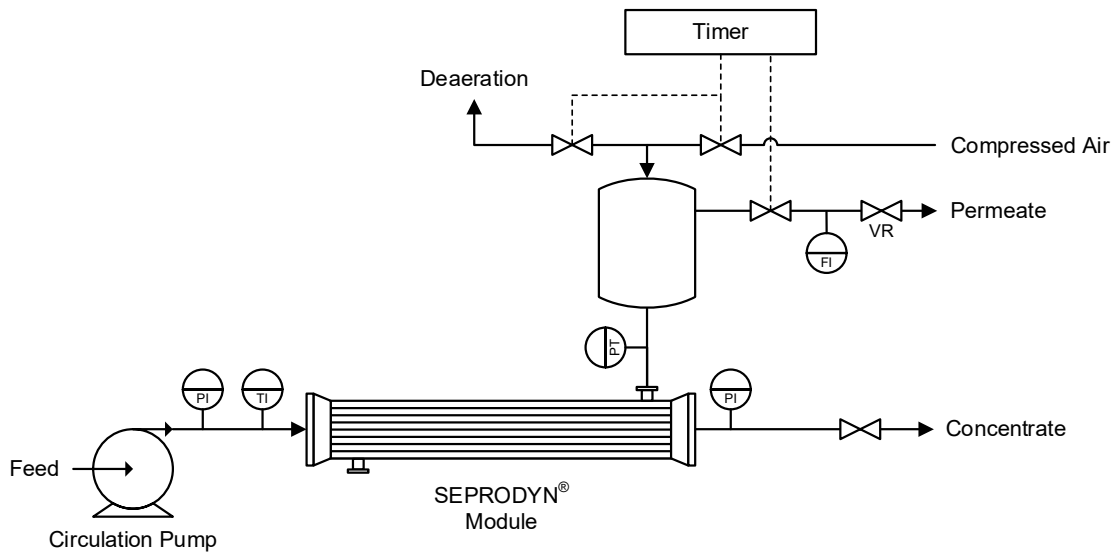 Timer
Deaeration
Compressed Air
Permeate
VR
FI
PT
PI
TI
PI
Concentrate
Feed
SEPRODYN®
Module
Circulation Pump